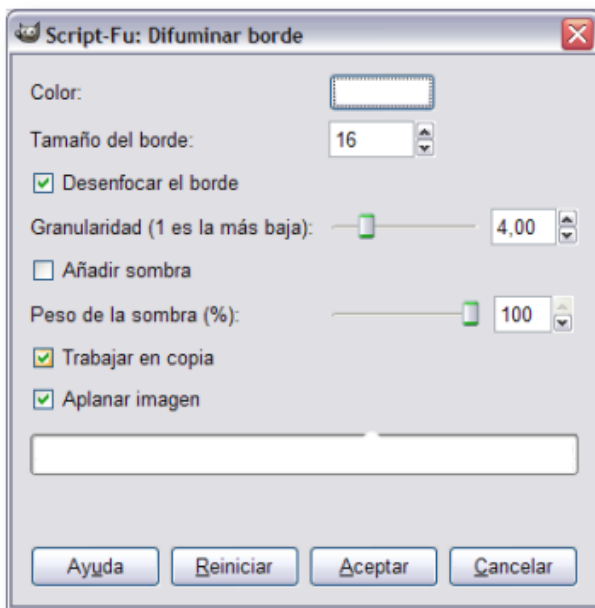 Script-Fu: Difuminar borde
Color:
Tamaño del borde: 16
Desenfocar el borde
Granularidad (1 es la más baja): 4,00
Añadir sombra
Peso de la sombra (%): 100
Trabajar en copia
Aplanar imagen
Ayuda Reiniciar Aceptar Cancelar